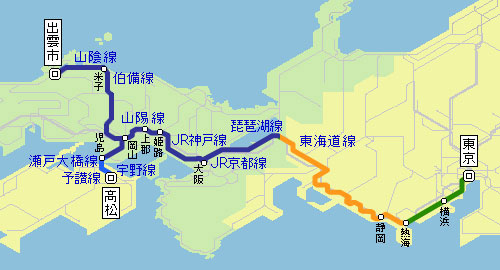 出雲市
山陰線
米子
伯備線
山陽線
上郡
姫路
岡山
児島
JR神戸線
琵琶湖線
東海道線
大阪
JR京都線
瀬戸大橋線
宇野線
予讃線
高松
東京
横浜
熱海
静岡